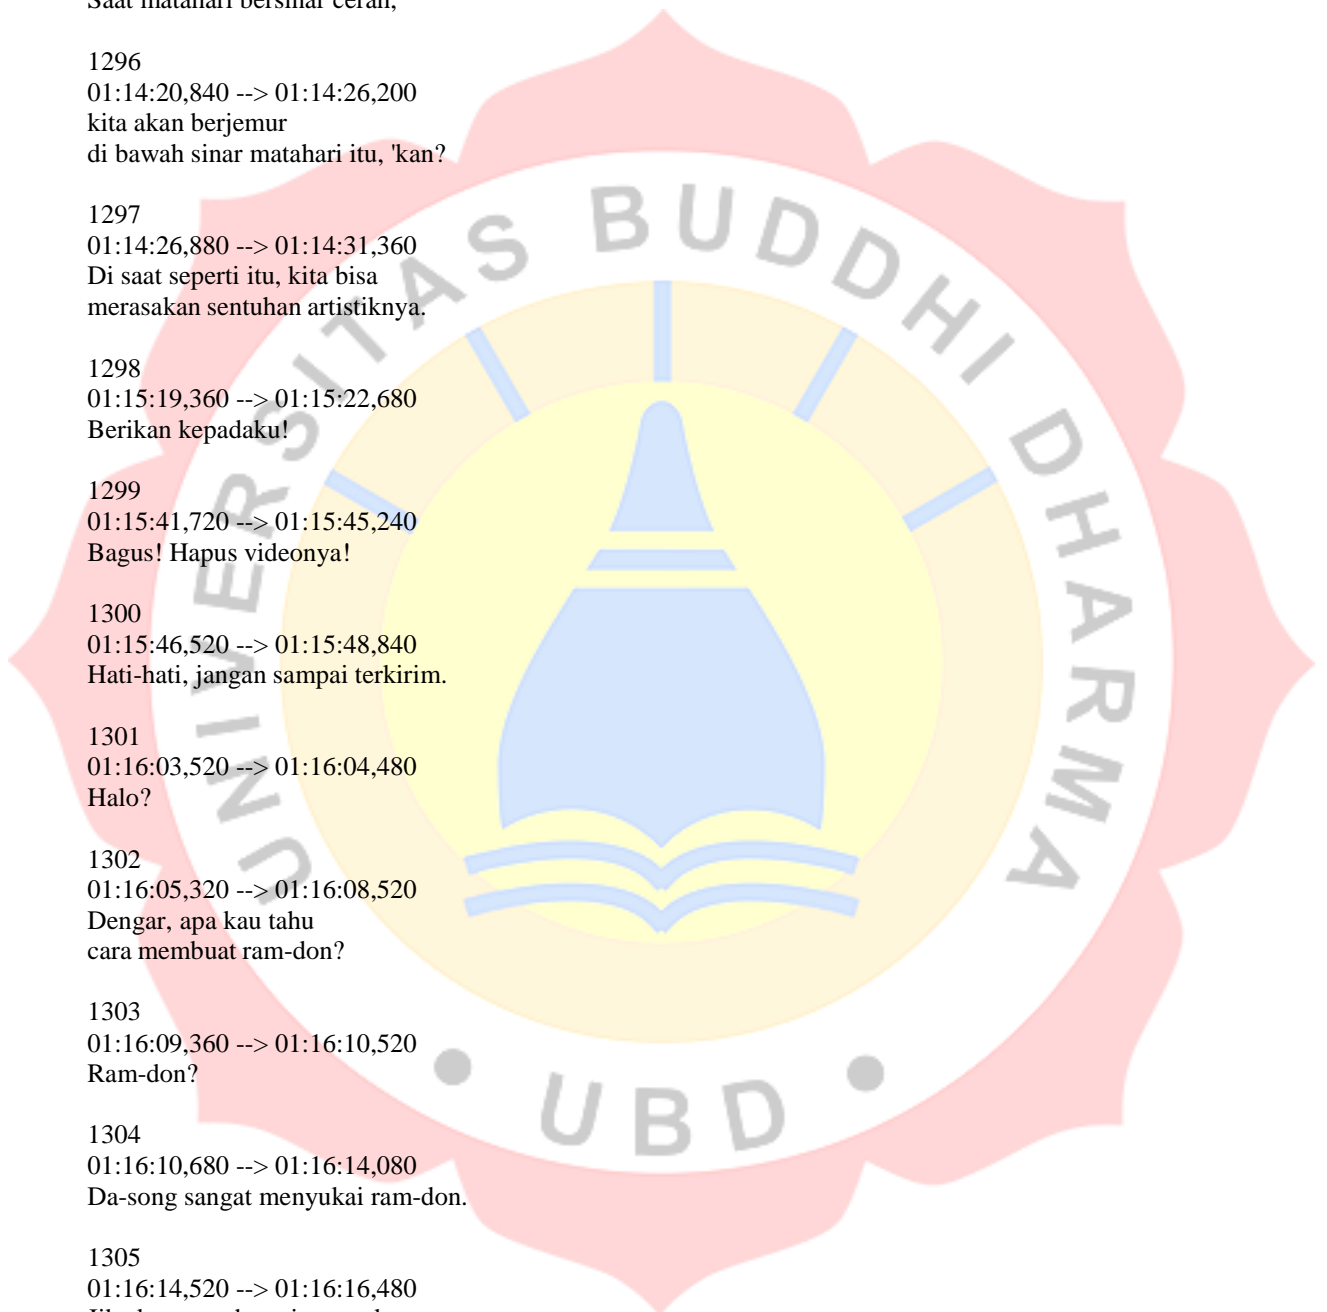 Saat matahari bersinar cerah,
1296
01:14:20,840 --> 01:14:26,200
kita akan berjemur
di bawah sinar matahari itu, 'kan?
1297
01:14:26,880 --> 01:14:31,360
Di saat seperti itu, kita bisa
merasakan sentuhan artistiknya.
1298
01:15:19,360 --> 01:15:22,680
Berikan kepadaku!
1299
01:15:41,720 --> 01:15:45,240
Bagus! Hapus videonya!
1300
01:15:46,520 --> 01:15:48,840
Hati-hati, jangan sampai terkirim.
1301
01:16:03,520 --> 01:16:04,480
Halo?
1302
01:16:05,320 --> 01:16:08,520
Dengar, apa kau tahu
cara membuat ram-don?
1303
01:16:09,360 --> 01:16:10,520
Ram-don?
1304
01:16:10,680 --> 01:16:14,080
Da-song sangat menyukai ram-don.
1305
01:16:14,520 --> 01:16:16,480
UNIVERSITAS BUDDHI DHARMA
• UBD •